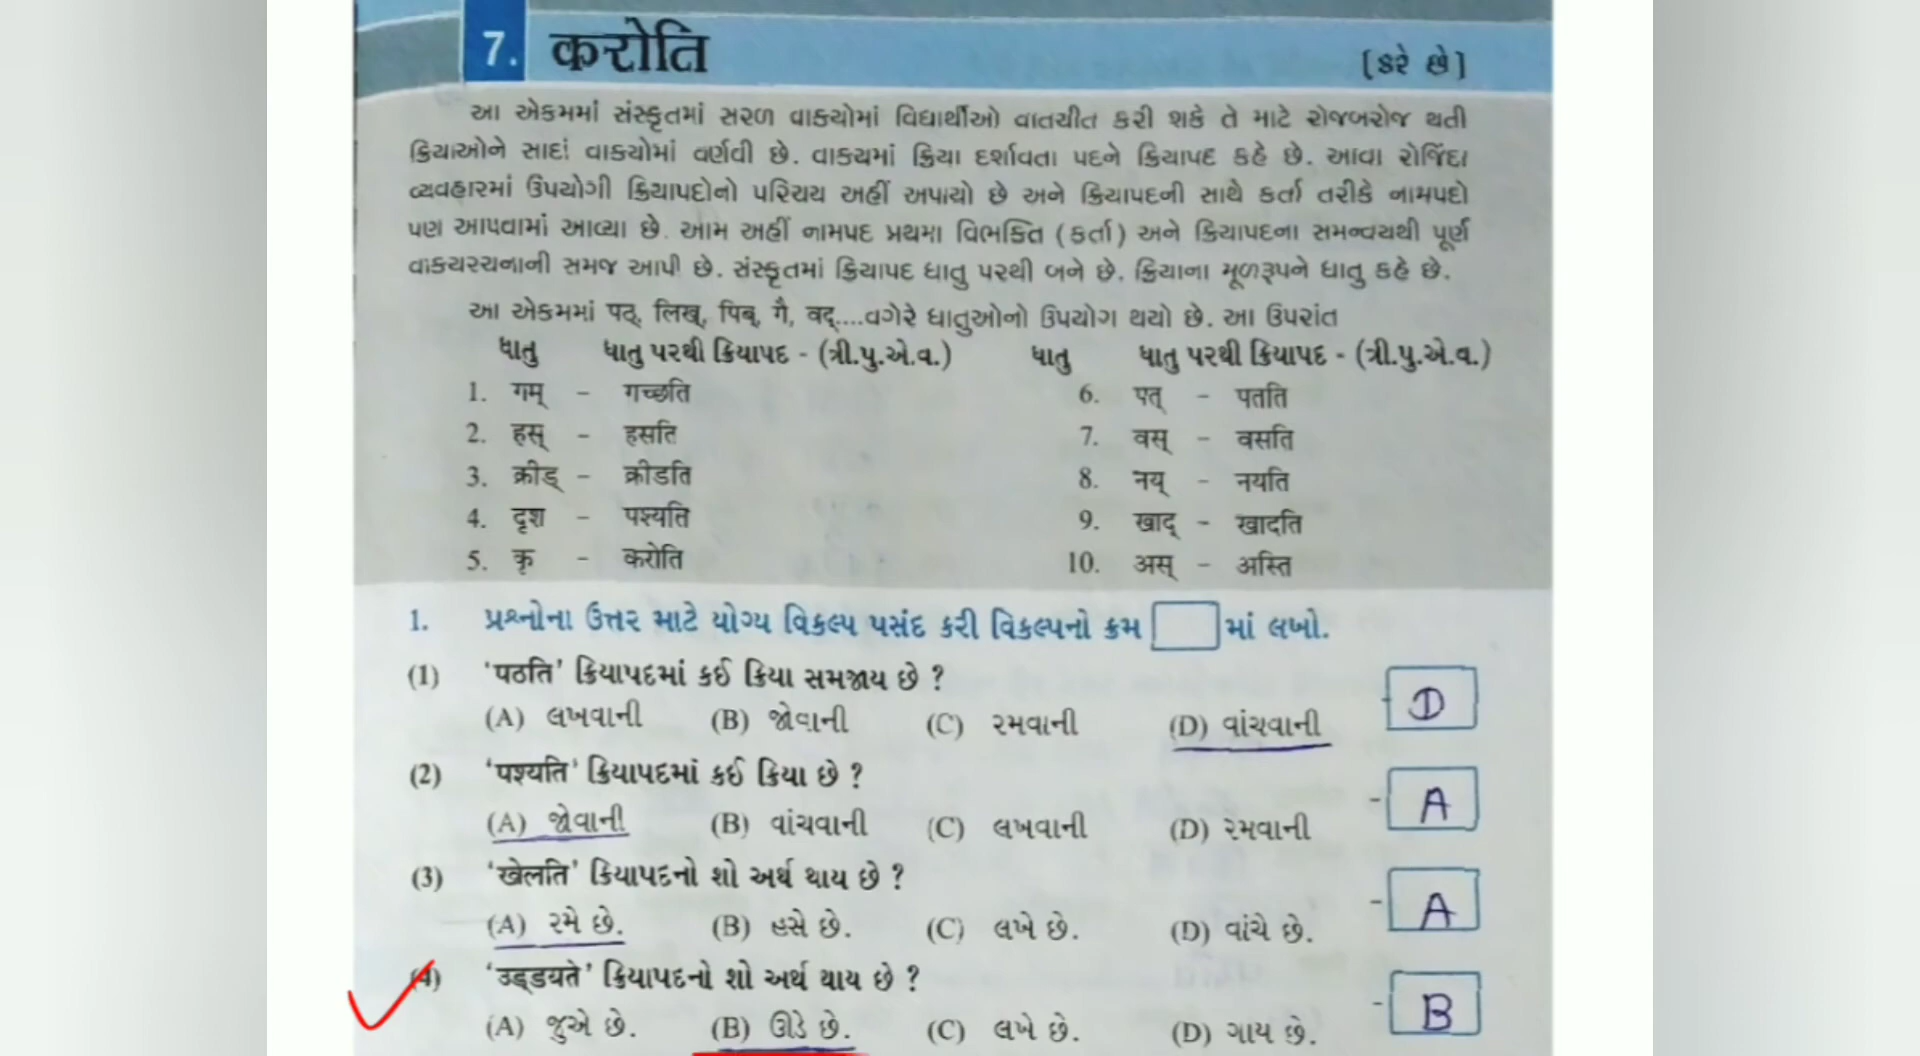 7. करोति [કરે છે]
આ એકમમાં સંસ્કૃતમાં સરળ વાક્યોમાં વિદ્યાર્થીઓ વાતચીત કરી શકે તે માટે રોજબરોજ થતી
ક્રિયાઓને સાદાં વાક્યોમાં વર્ણવી છે. વાક્યમાં ક્રિયા દર્શાવતા પદને ક્રિયાપદ કહે છે. આવા રોજિંદા
વ્યવહારમાં ઉપયોગી ક્રિયાપદોનો પરિચય અહીં અપાયો છે અને ક્રિયાપદની સાથે કર્તા તરીકે નામપદો
પણ આપવામાં આવ્યા છે. આમ અહીં નામપદ પ્રથમા વિભક્તિ (કર્તા) અને ક્રિયાપદના સમન્વયથી પૂર્ણ
વાક્યરચનાની સમજ આપી છે. સંસ્કૃતમાં ક્રિયાપદ ધાતુ પરથી બને છે. ક્રિયાના મૂળરૂપને ધાતુ કહે છે.
આ એકમમાં पठ्, लिख्, पिब्, गै, वद्....વગેરે ધાતુઓનો ઉપયોગ થયો છે. આ ઉપરાંત
ધાતુ ધાતુ પરથી ક્રિયાપદ - (ત્રી.પુ.એ.વ.) ધાતુ ધાતુ પરથી ક્રિયાપદ - (ત્રી.પુ.એ.વ.)
1. गम् - गच्छति 6. पत् - पतति
2. हस् - हसति 7. वस् - वसति
3. क्रीड् - क्रीडति 8. नय् - नयति
4. दृश - पश्यति 9. खाद् - खादति
5. कृ - करोति 10. अस् - अस्ति
1. પ્રશ્નોના ઉત્તર માટે યોગ્ય વિકલ્પ પસંદ કરી વિકલ્પનો ક્રમ માં લખો.
(1) 'पठति' ક્રિયાપદમાં કઈ ક્રિયા સમજાય છે ?
(A) લખવાની (B) જોવાની (C) રમવાની (D) વાંચવાની D
(2) 'पश्यति' ક્રિયાપદમાં કઈ ક્રિયા છે ?
(A) જોવાની (B) વાંચવાની (C) લખવાની (D) રમવાની A
(3) 'खेलति' ક્રિયાપદનો શો અર્થ થાય છે ?
(A) રમે છે. (B) હસે છે. (C) લખે છે. (D) વાંચે છે. A
(4) 'उड्डयते' ક્રિયાપદનો શો અર્થ થાય છે ?
(A) જુએ છે. (B) ઊડે છે. (C) લખે છે. (D) ગાય છે. B